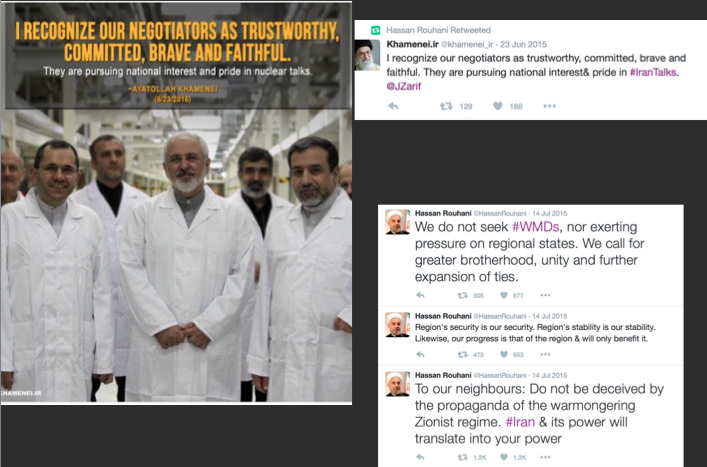 I RECOGNIZE OUR NEGOTIATORS AS TRUSTWORTHY,
COMMITTED, BRAVE AND FAITHFUL.
They are pursuing national interest and pride in nuclear talks.
~AYATOLLAH KHAMENEI
(6/23/2015)
KHAMENEI.IR
Hassan Rouhani Retweeted
Khamenei.ir @khamenei_ir · 23 Jun 2015
I recognize our negotiators as trustworthy, committed, brave and
faithful. They are pursuing national interest& pride in #IranTalks.
@JZarif
129 188
Hassan Rouhani @HassanRouhani · 14 Jul 2015
We do not seek #WMDs, nor exerting
pressure on regional states. We call for
greater brotherhood, unity and further
expansion of ties.
605 677
Hassan Rouhani @HassanRouhani · 14 Jul 2015
Region's security is our security. Region's stability is our stability.
Likewise, our progress is that of the region & will only benefit it.
473 653
Hassan Rouhani @HassanRouhani · 14 Jul 2015
To our neighbours: Do not be deceived by
the propaganda of the warmongering
Zionist regime. #Iran & its power will
translate into your power
1.2K 1.2K